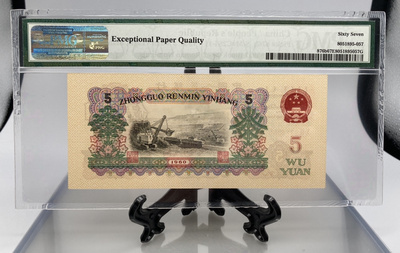 Exceptional Paper Quality
Sixty Seven
5
ZHONGGUO RENMIN YINHANG
5
1960
5
WU
YUAN